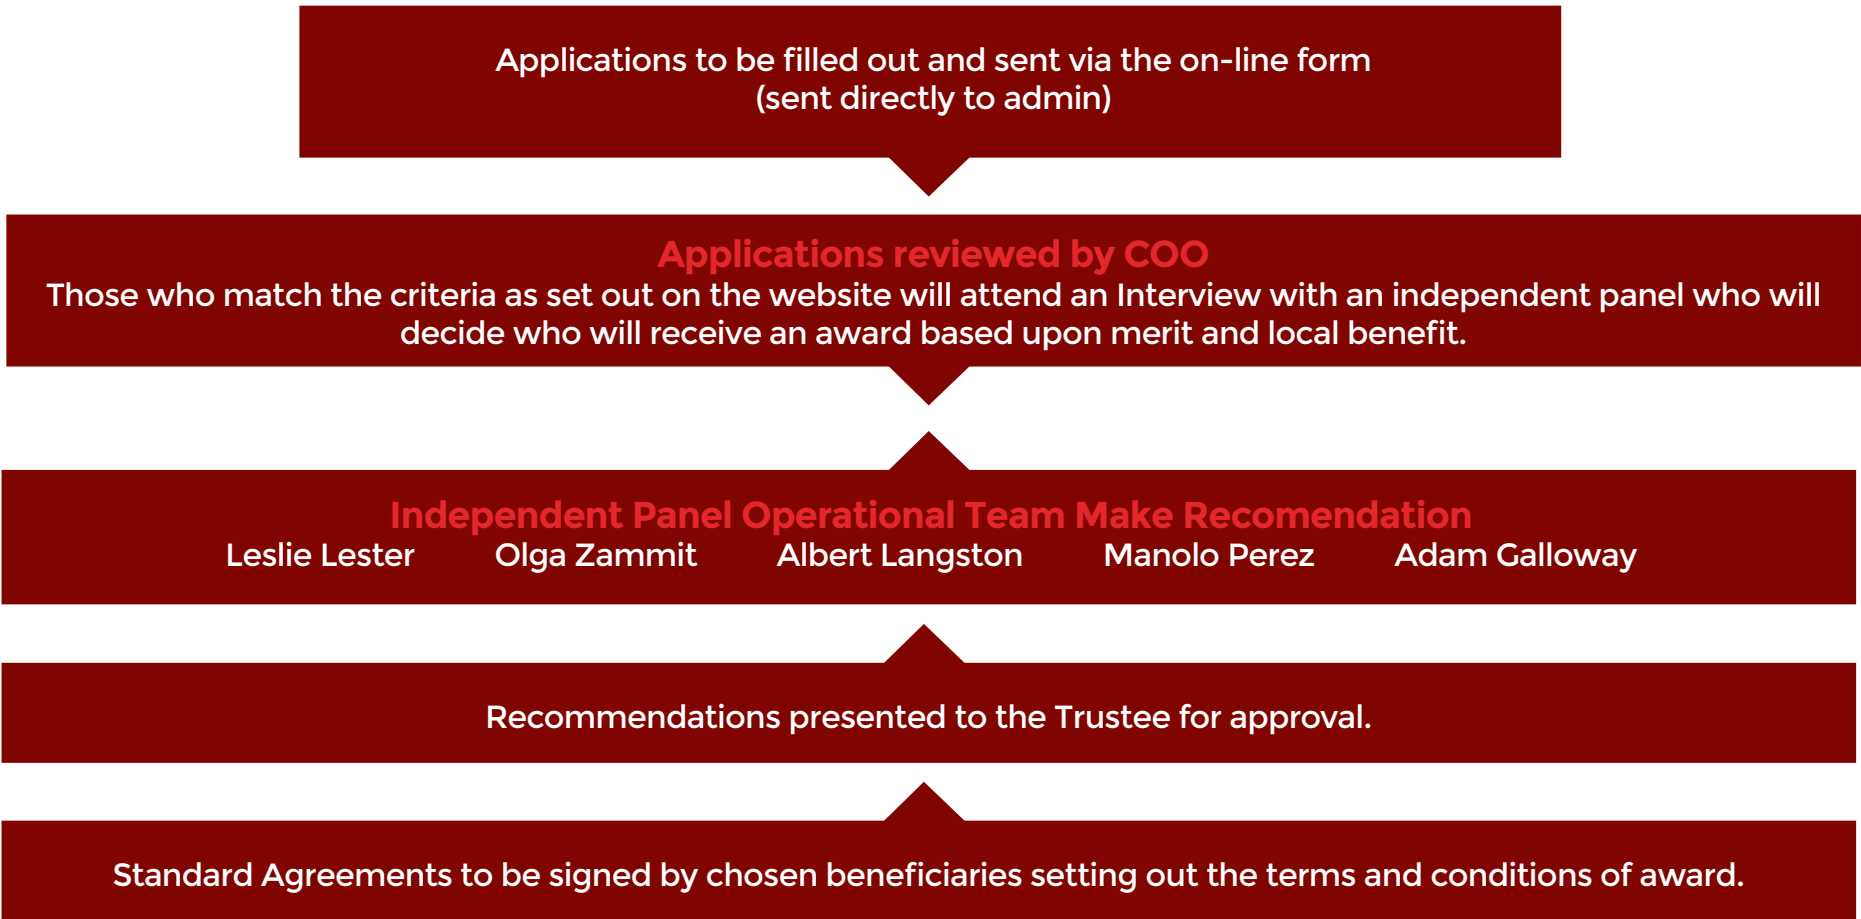 Applications to be filled out and sent via the on-line form
(sent directly to admin)
Applications reviewed by COO
Those who match the criteria as set out on the website will attend an Interview with an independent panel who will
decide who will receive an award based upon merit and local benefit.
Independent Panel Operational Team Make Recomendation
Leslie Lester Olga Zammit Albert Langston Manolo Perez Adam Galloway
Recommendations presented to the Trustee for approval.
Standard Agreements to be signed by chosen beneficiaries setting out the terms and conditions of award.